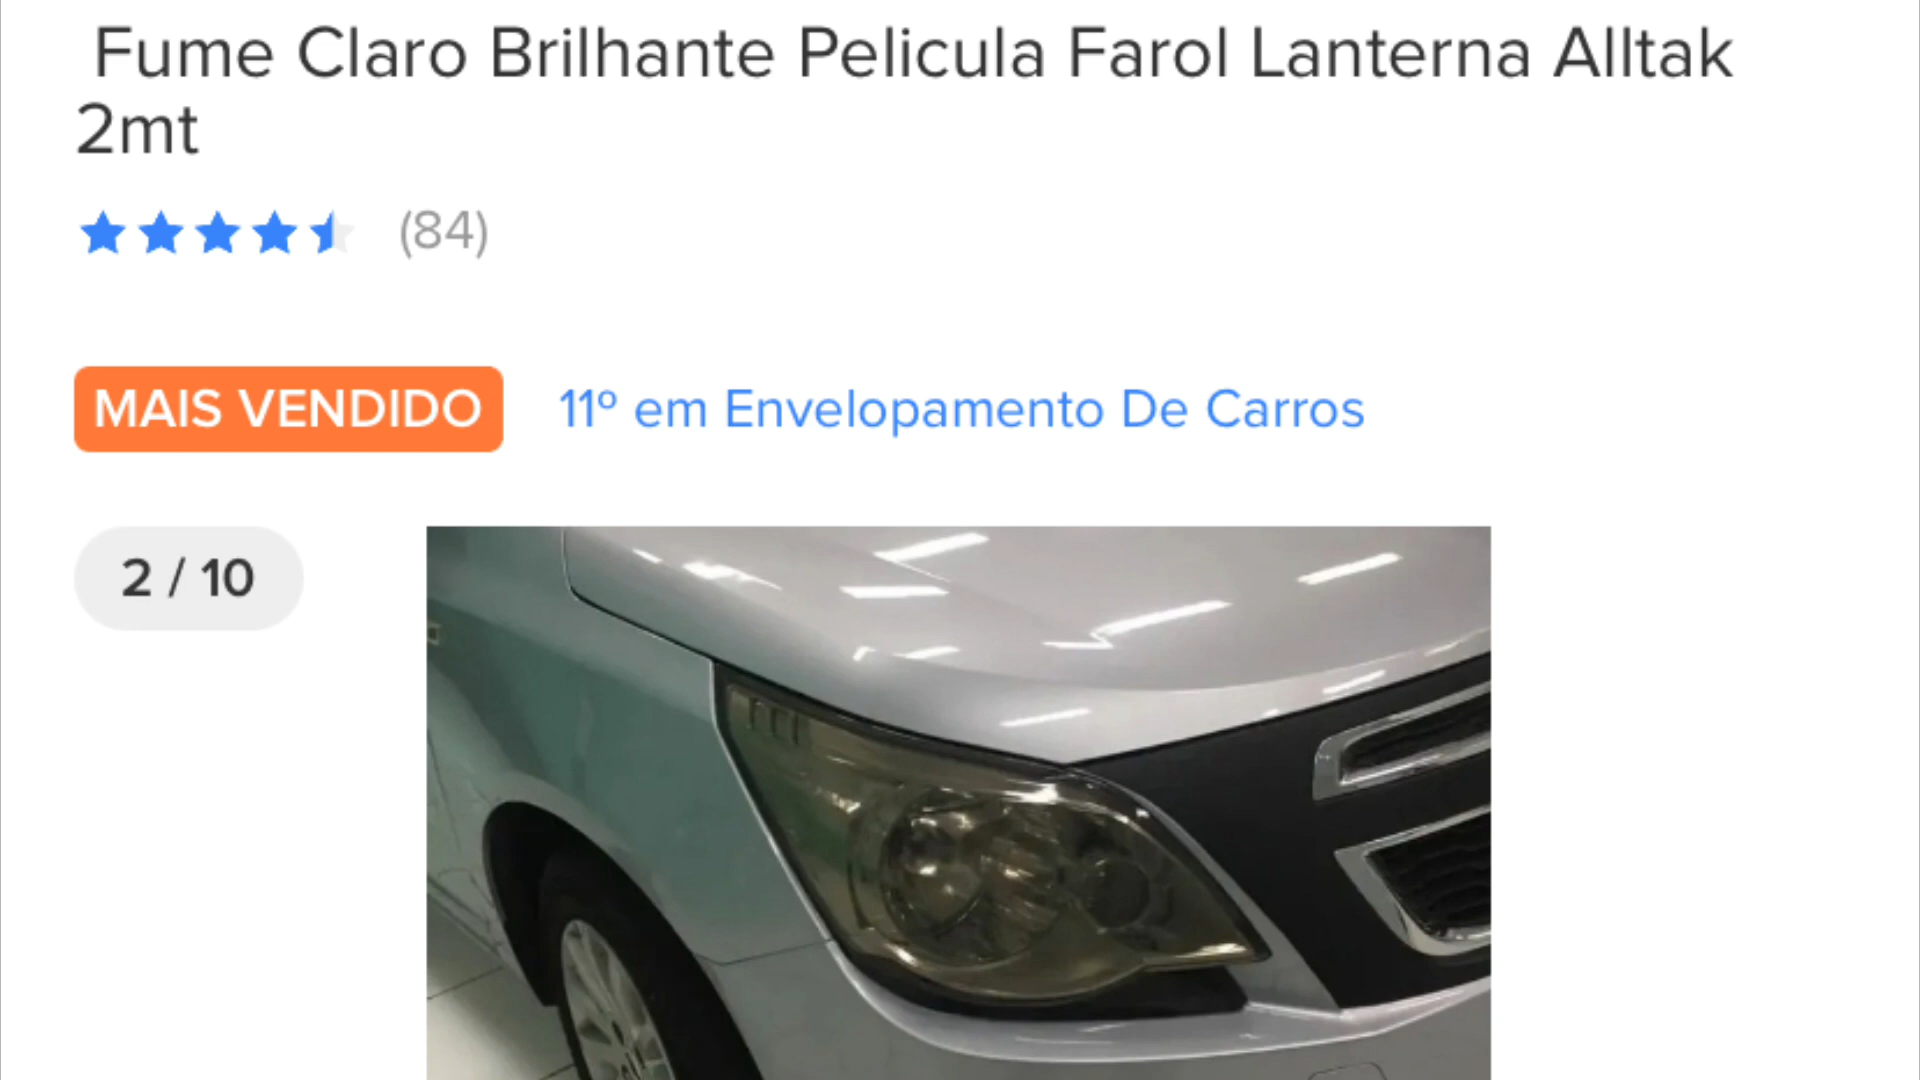 Fume Claro Brilhante Pelicula Farol Lanterna Alltak
2mt
(84)
MAIS VENDIDO 11º em Envelopamento De Carros
2 / 10